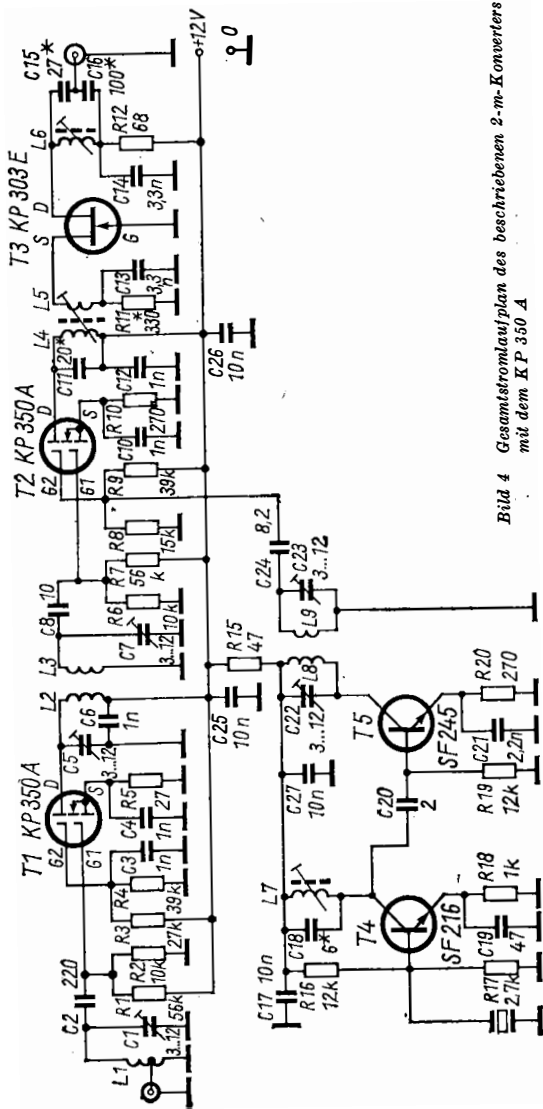 T1 KP350A
T2 KP350A
T3 KP303E
L1
C1
3...12
C2
220
R1
56k
R2
10k
R3
27k
R4
39k
G2
G1
D
S
C3
1n
C4
1n
R5
27
C5
3...12
C6
1n
L2
L3
C7
3...12
C8
10
R6
10k
R7
56
k
R8
15k
R9
39k
G2
G1
D
S
C10
1n
R10
270
C11
20*
C12
1n
L4
L5
R11
*
330
C13
3,3
n
S
D
G
C14
3,3n
R12
68
L6
C15
27*
C16
100*
+12V
0
C25
10n
C26
10n
R15
47
C24
8,2
C23
3...12
L9
C17 10n
R16
12k
C18
6*
L7
C27
10n
C22
3...12
L8
T4
SF216
T5
SF245
C20
2
R17
2,7k
C19
47
R18
1k
R19
12k
C21
2,2n
R20
270
Bild 4 Gesamtstromlaufplan des beschriebenen 2-m-Konverters
mit dem KP 350 A